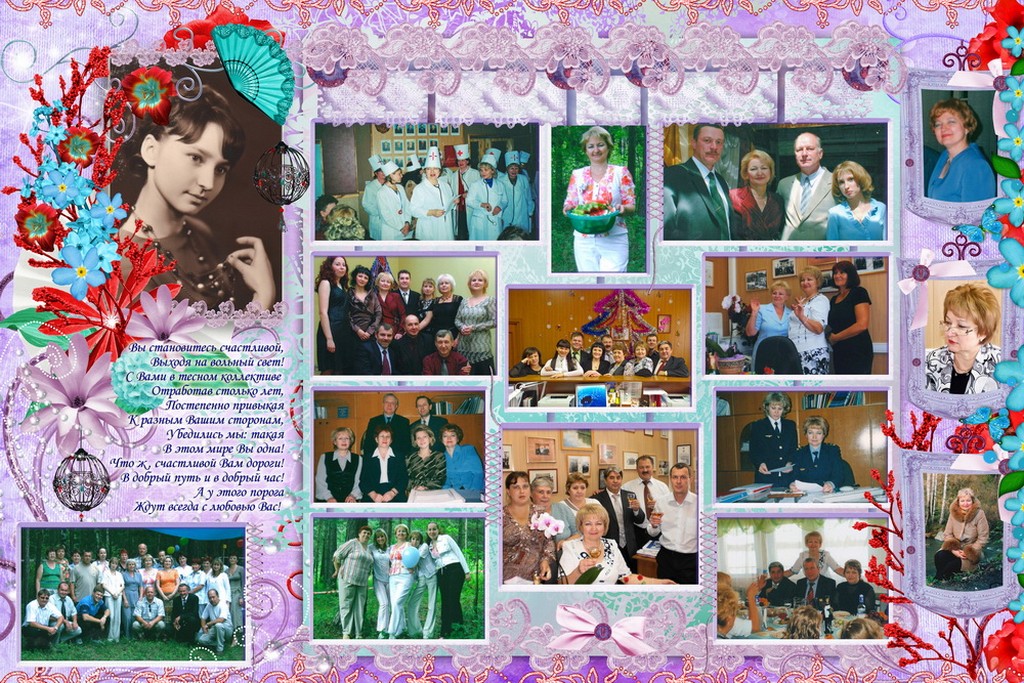 Вы становитесь счастливой,
Выходя на вольный свет!
С Вами в тесном коллективе
Отработав столько лет,
Постепенно привыкая
К разным Вашим сторонам,
Убедились мы: такая
В этом мире Вы одна!
Что ж , счастливой Вам дороги!
В добрый путь и в добрый час!
А у этого порога
Ждут всегда с любовью Вас!